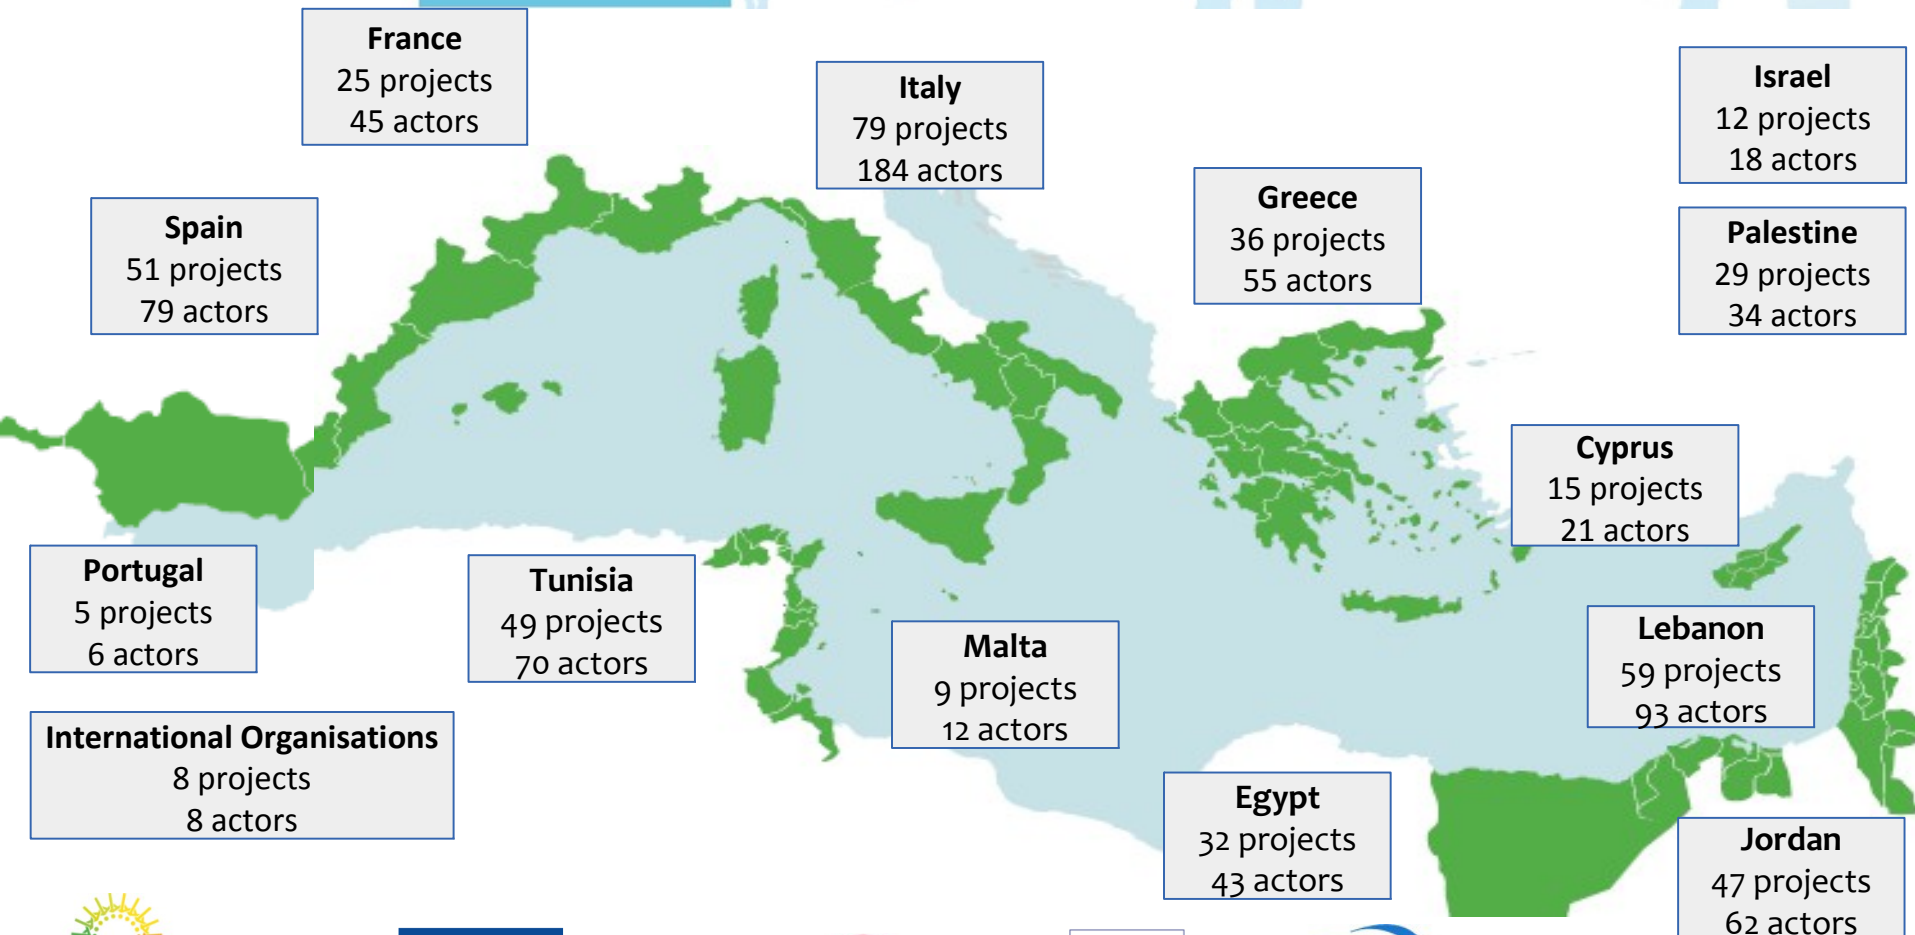 France
25 projects
45 actors
Italy
79 projects
184 actors
Israel
12 projects
18 actors
Spain
51 projects
79 actors
Greece
36 projects
55 actors
Palestine
29 projects
34 actors
Cyprus
15 projects
21 actors
Portugal
5 projects
6 actors
Tunisia
49 projects
70 actors
Malta
9 projects
12 actors
Lebanon
59 projects
93 actors
International Organisations
8 projects
8 actors
Egypt
32 projects
43 actors
Jordan
47 projects
62 actors